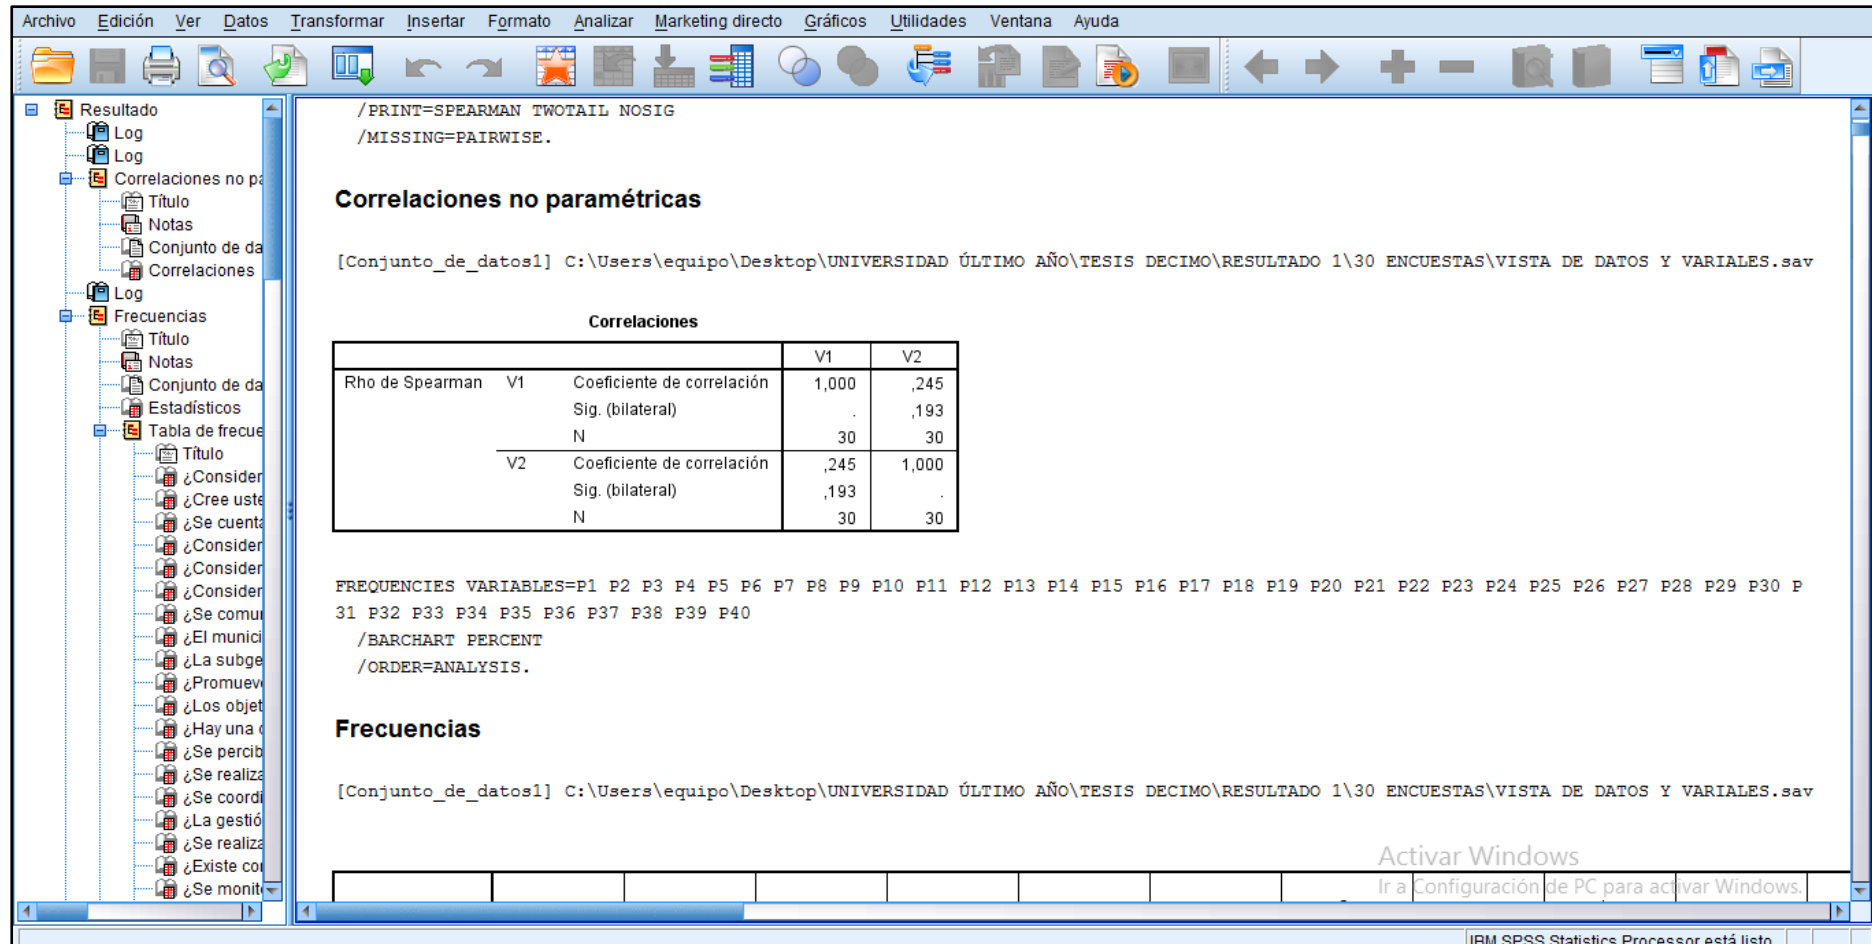 Archivo Edición Ver Datos Transformar Insertar Formato Analizar Marketing directo Gráficos Utilidades Ventana Ayuda
Resultado
Log
Log
Correlaciones no pa
Título
Notas
Conjunto de da
Correlaciones
Log
Frecuencias
Título
Notas
Conjunto de da
Estadísticos
Tabla de frecue
Título
¿Consider
¿Cree uste
¿Se cuenta
¿Consider
¿Consider
¿Consider
¿Se comu
¿El munici
¿La subge
¿Promuev
¿Los objet
¿Hay una
¿Se percib
¿Se realiza
¿Se coordi
¿La gestió
¿Se realiza
¿Existe co
¿Se monit
/PRINT=SPEARMAN TWOTAIL NOSIG
/MISSING=PAIRWISE.
Correlaciones no paramétricas
[Conjunto_de_datos1] C:\Users\equipo\Desktop\UNIVERSIDAD ÚLTIMO AÑO\TESIS DECIMO\RESULTADO 1\30 ENCUESTAS\VISTA DE DATOS Y VARIALES.sav
Correlaciones
V1 V2
Rho de Spearman V1 Coeficiente de correlación 1,000 ,245
Sig. (bilateral) . ,193
N 30 30
V2 Coeficiente de correlación ,245 1,000
Sig. (bilateral) ,193 .
N 30 30
FREQUENCIES VARIABLES=P1 P2 P3 P4 P5 P6 P7 P8 P9 P10 P11 P12 P13 P14 P15 P16 P17 P18 P19 P20 P21 P22 P23 P24 P25 P26 P27 P28 P29 P30 P
31 P32 P33 P34 P35 P36 P37 P38 P39 P40
/BARCHART PERCENT
/ORDER=ANALYSIS.
Frecuencias
[Conjunto_de_datos1] C:\Users\equipo\Desktop\UNIVERSIDAD ÚLTIMO AÑO\TESIS DECIMO\RESULTADO 1\30 ENCUESTAS\VISTA DE DATOS Y VARIALES.sav
Activar Windows
Ir a Configuración de PC para activar Windows.
IBM SPSS Statistics Processor está listo